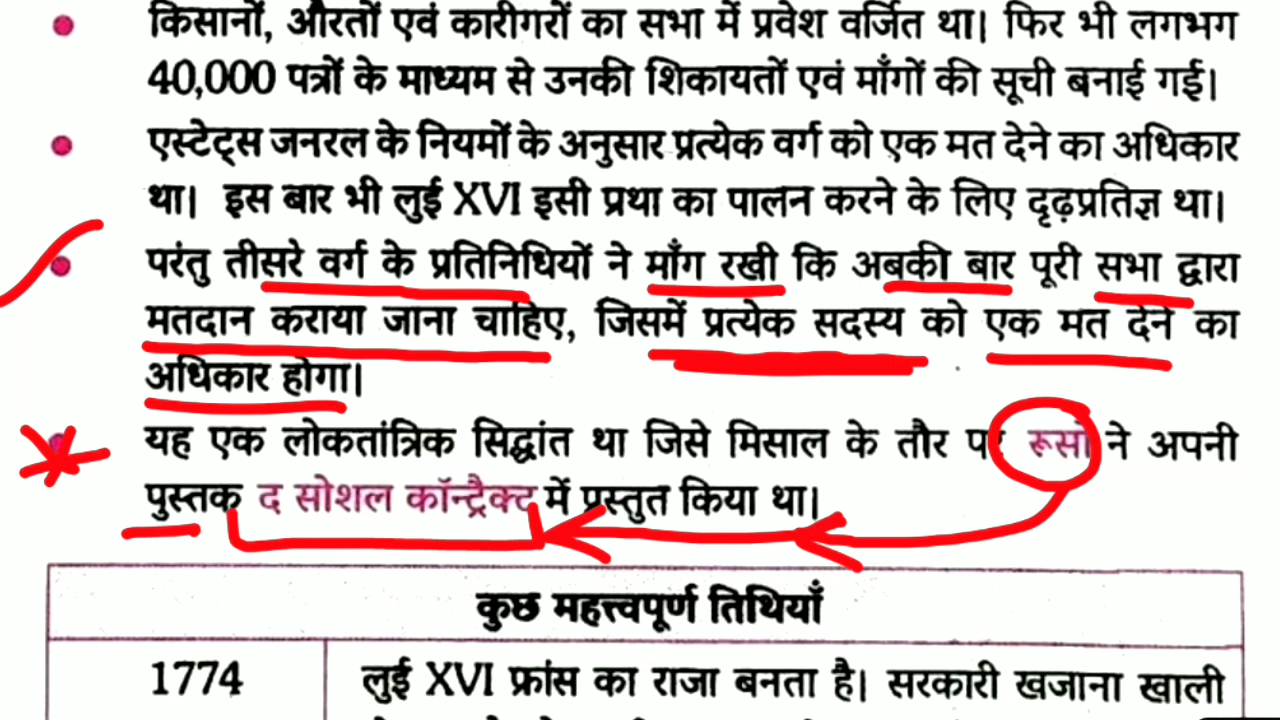 किसानों, औरतों एवं कारीगरों का सभा में प्रवेश वर्जित था। फिर भी लगभग
40,000 पत्रों के माध्यम से उनकी शिकायतों एवं माँगों की सूची बनाई गई।
एस्टेट्स जनरल के नियमों के अनुसार प्रत्येक वर्ग को एक मत देने का अधिकार
था। इस बार भी लुई XVI इसी प्रथा का पालन करने के लिए दृढ़प्रतिज्ञ था।
परंतु तीसरे वर्ग के प्रतिनिधियों ने माँग रखी कि अबकी बार पूरी सभा द्वारा
मतदान कराया जाना चाहिए, जिसमें प्रत्येक सदस्य को एक मत देने का
अधिकार होगा।
यह एक लोकतांत्रिक सिद्धांत था जिसे मिसाल के तौर पर रूसो ने अपनी
पुस्तक द सोशल कॉन्ट्रैक्ट में प्रस्तुत किया था।
कुछ महत्त्वपूर्ण तिथियाँ
1774
लुई XVI फ्रांस का राजा बनता है। सरकारी खजाना खाली